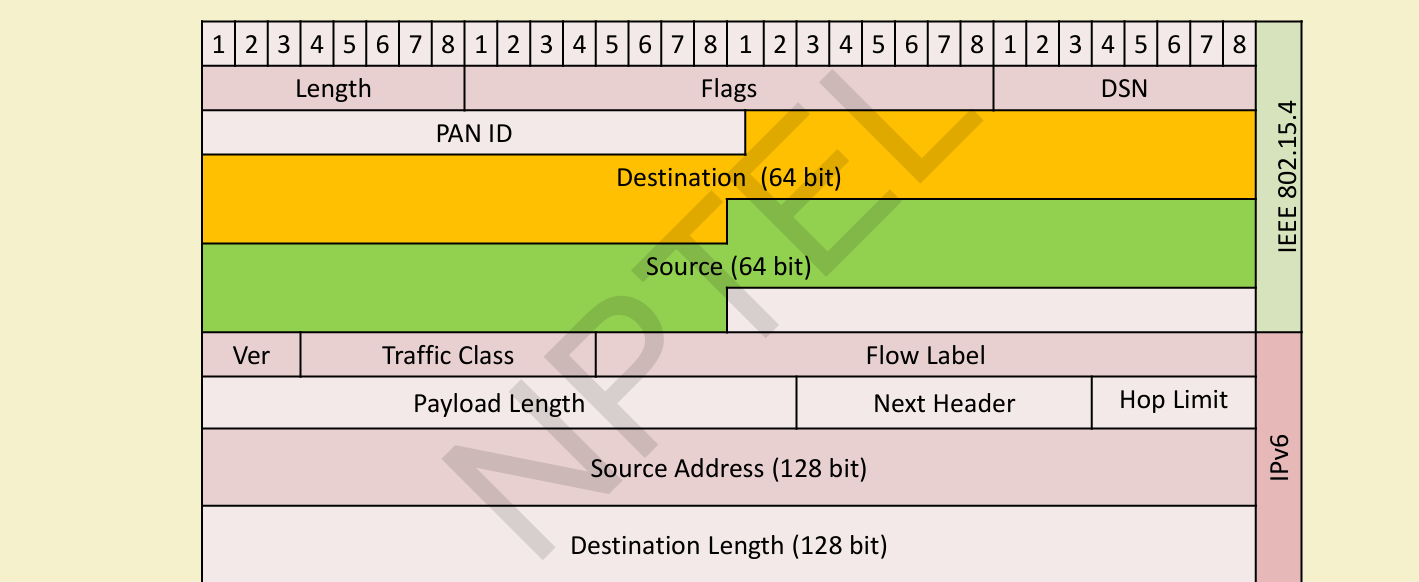 1 2 3 4 5 6 7 8 1 2 3 4 5 6 7 8 1 2 3 4 5 6 7 8 1 2 3 4 5 6 7 8
Length Flags DSN
PAN ID
Destination (64 bit)
Source (64 bit)
IEEE 802.15.4
Ver Traffic Class Flow Label
Payload Length Next Header Hop Limit
Source Address (128 bit)
Destination Length (128 bit)
IPv6
NPTEL